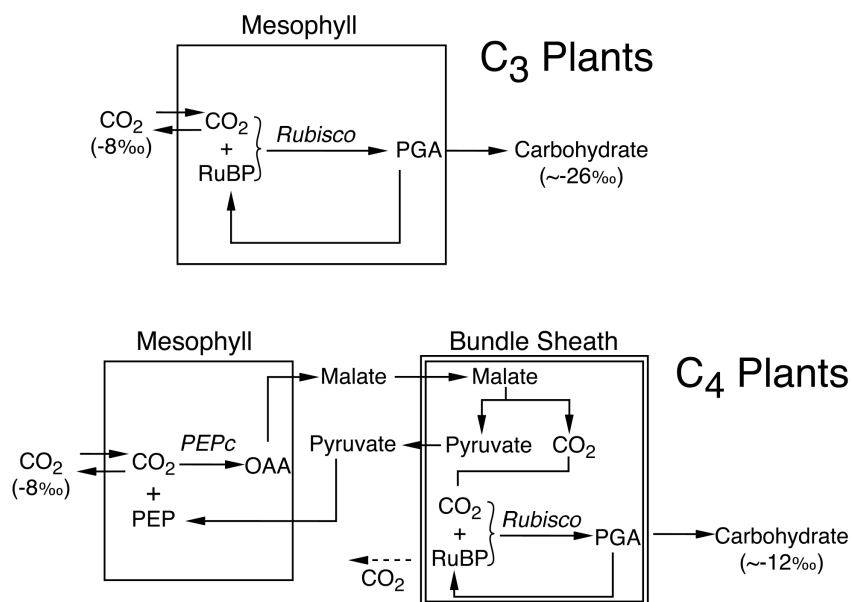 Mesophyll
C₃ Plants
CO₂
(-8‰)
CO₂
+
RuBP
Rubisco
PGA
Carbohydrate
(~-26‰)
Mesophyll
Bundle Sheath
C₄ Plants
CO₂
(-8‰)
CO₂
+
PEP
PEPc
OAA
Malate
Malate
Pyruvate
Pyruvate
CO₂
CO₂
+
RuBP
Rubisco
PGA
CO₂
Carbohydrate
(~-12‰)